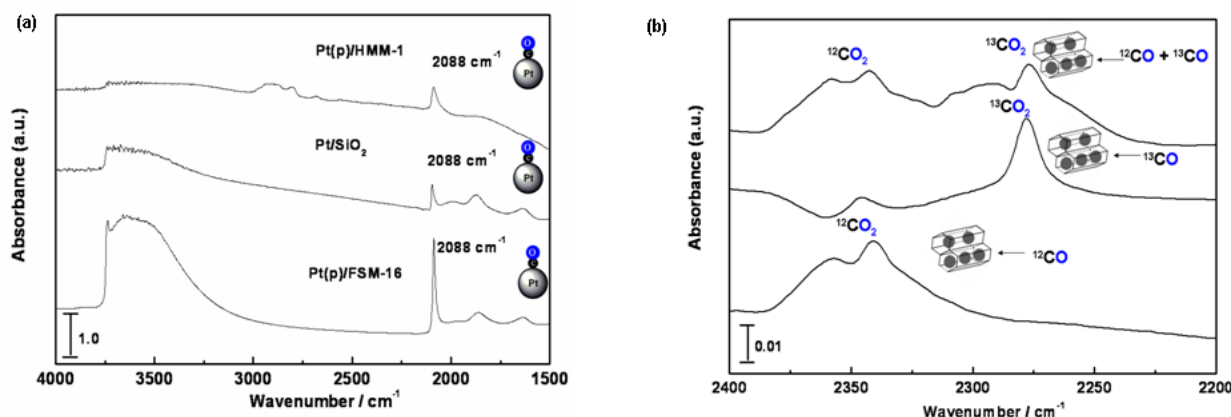 (a)
Pt(p)/HMM-1
2088 cm⁻¹
O
C
Pt
Pt/SiO₂
2088 cm⁻¹
O
C
Pt
Pt(p)/FSM-16
2088 cm⁻¹
O
C
Pt
1.0
Absorbance (a.u.)
4000 3500 3000 2500 2000 1500
Wavenumber / cm⁻¹
(b)
¹²CO₂
¹³CO₂
¹²CO + ¹³CO
¹³CO₂
¹³CO
¹²CO₂
¹²CO
0.01
Absorbance (a.u.)
2400 2350 2300 2250 2200
Wavenumber / cm⁻¹